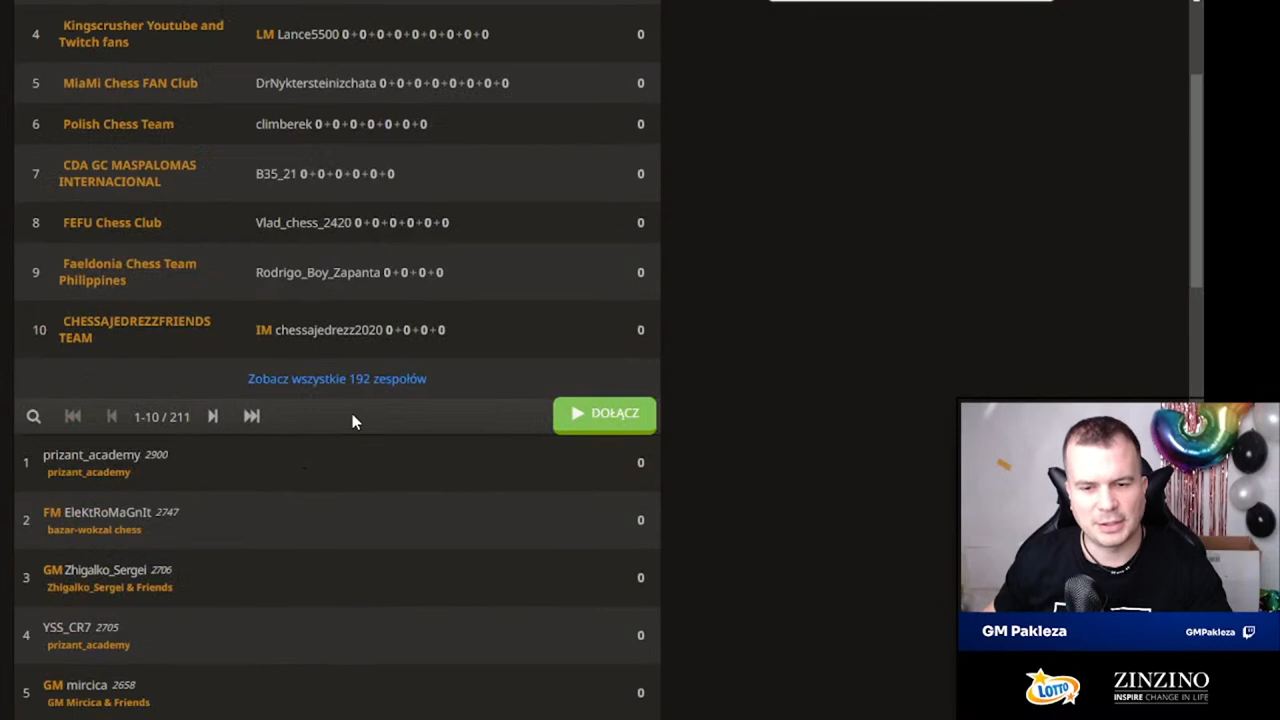 4 Kingscrusher Youtube and Twitch fans LM Lance5500 0+0+0+0+0+0+0+0+0 0
5 MiaMi Chess FAN Club DrNyktersteinizchata 0+0+0+0+0+0+0+0 0
6 Polish Chess Team climberek 0+0+0+0+0+0+0 0
7 CDA GC MASPALOMAS INTERNACIONAL B35_21 0+0+0+0+0+0 0
8 FEFU Chess Club Vlad_chess_2420 0+0+0+0+0+0 0
9 Faeldonia Chess Team Philippines Rodrigo_Boy_Zapanta 0+0+0+0 0
10 CHESSAJEDREZZFRIENDS TEAM IM chessajedrezz2020 0+0+0+0 0
Zobacz wszystkie 192 zespołów
1-10 / 211 DOŁĄCZ
1 prizant_academy 2900 0
prizant_academy
2 FM EleKtRoMaGnIt 2747 0
bazar-wokzal chess
3 GM Zhigalko_Sergei 2706 0
Zhigalko_Sergei & Friends
4 YSS_CR7 2705 0
prizant_academy
5 GM mircica 2658 0
GM Mircica & Friends
GM Pakleza GMPakleza
LOTTO ZINZINO
INSPIRE CHANGE IN LIFE